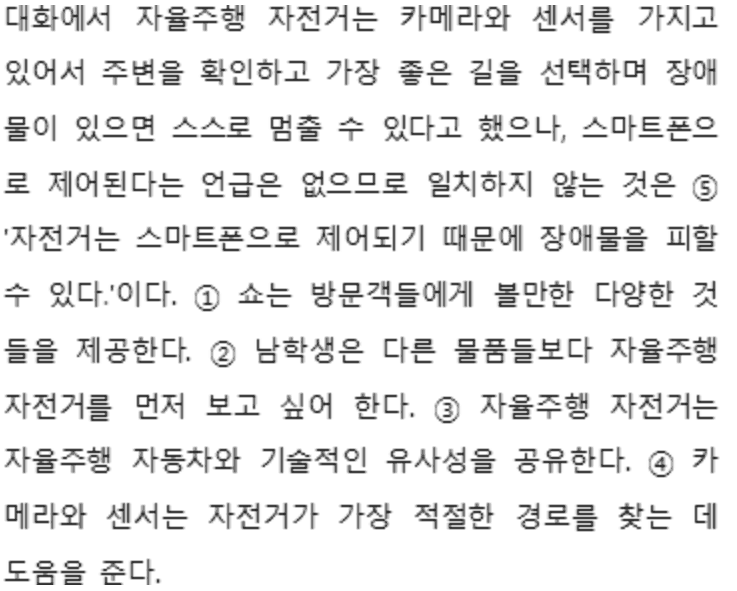 대화에서 자율주행 자전거는 카메라와 센서를 가지고
있어서 주변을 확인하고 가장 좋은 길을 선택하며 장애
물이 있으면 스스로 멈출 수 있다고 했으나, 스마트폰으
로 제어된다는 언급은 없으므로 일치하지 않는 것은 ⑤
'자전거는 스마트폰으로 제어되기 때문에 장애물을 피할
수 있다.'이다. ① 쇼는 방문객들에게 볼만한 다양한 것
들을 제공한다. ② 남학생은 다른 물품들보다 자율주행
자전거를 먼저 보고 싶어 한다. ③ 자율주행 자전거는
자율주행 자동차와 기술적인 유사성을 공유한다. ④ 카
메라와 센서는 자전거가 가장 적절한 경로를 찾는 데
도움을 준다.